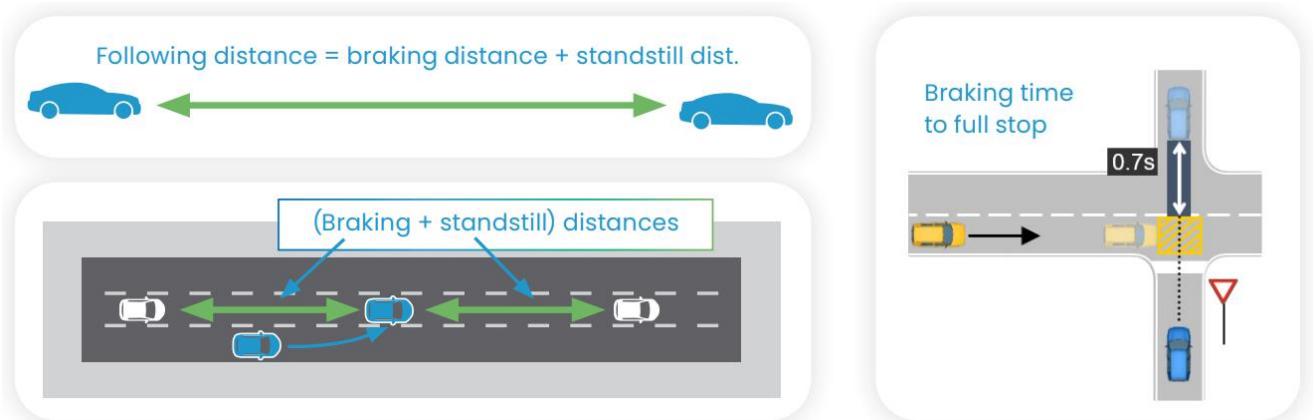 Following distance = braking distance + standstill dist.
(Braking + standstill) distances
Braking time
to full stop
0.7s